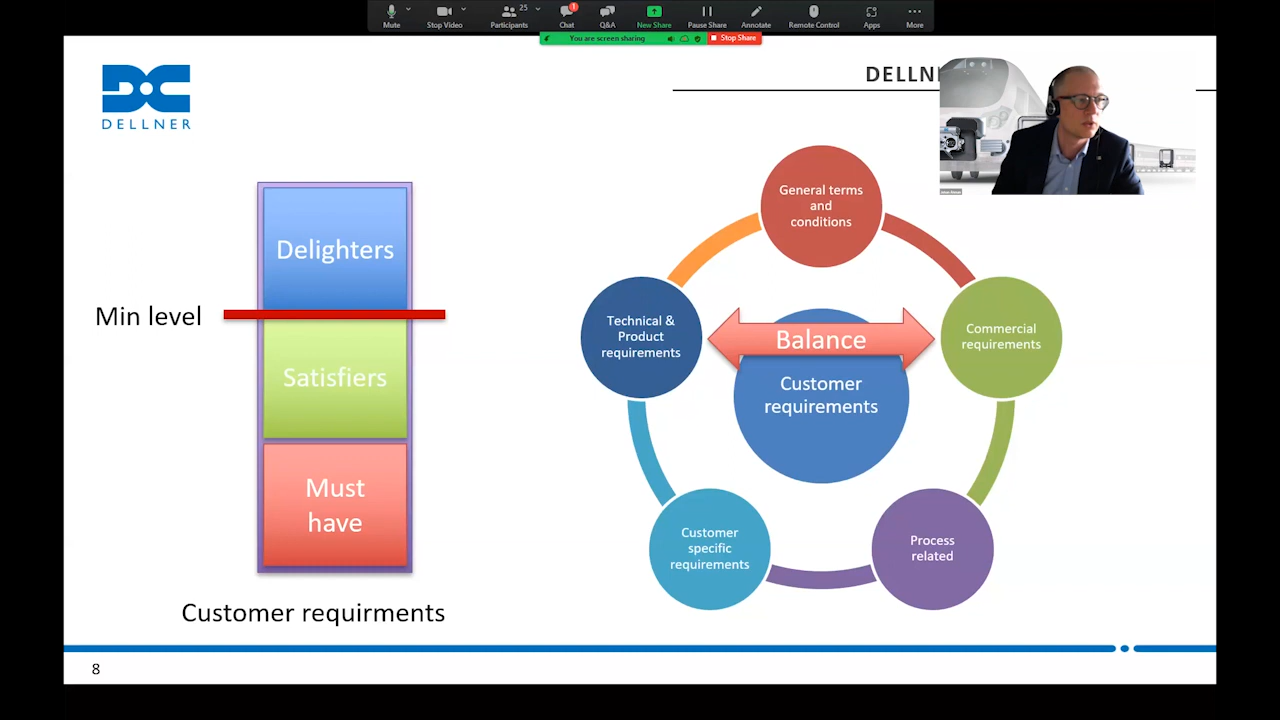 Mute
Stop Video
Participants
25
Chat
1
Q&A
New Share
Pause Share
Annotate
Remote Control
Apps
More
You are screen sharing
Stop Share
DELLNER
DELLN
Delighters
Min level
Satisfiers
Must
have
Customer requirments
General terms
and
conditions
Technical &
Product
requirements
Balance
Commercial
requirements
Customer
requirements
Customer
specific
requirements
Process
related
8